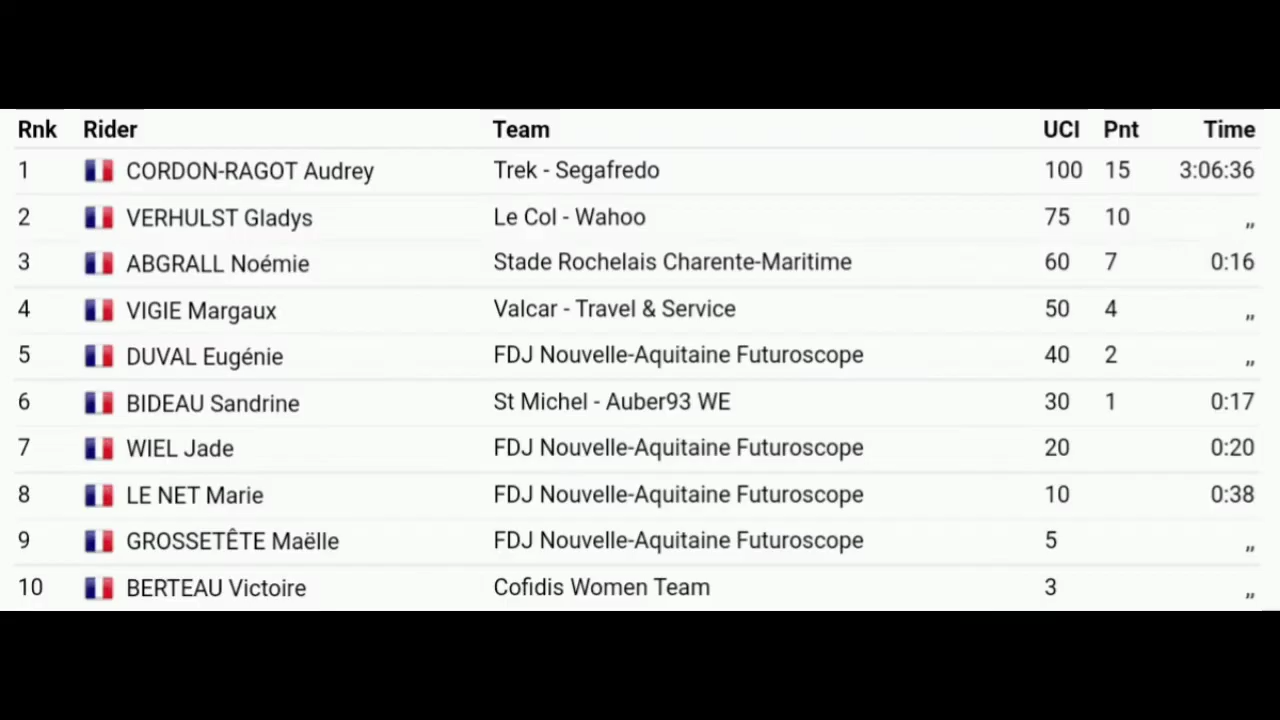 Rnk Rider Team UCI Pnt Time
1 CORDON-RAGOT Audrey Trek - Segafredo 100 15 3:06:36
2 VERHULST Gladys Le Col - Wahoo 75 10 ,,
3 ABGRALL Noémie Stade Rochelais Charente-Maritime 60 7 0:16
4 VIGIE Margaux Valcar - Travel & Service 50 4 ,,
5 DUVAL Eugénie FDJ Nouvelle-Aquitaine Futuroscope 40 2 ,,
6 BIDEAU Sandrine St Michel - Auber93 WE 30 1 0:17
7 WIEL Jade FDJ Nouvelle-Aquitaine Futuroscope 20 0:20
8 LE NET Marie FDJ Nouvelle-Aquitaine Futuroscope 10 0:38
9 GROSSETÊTE Maëlle FDJ Nouvelle-Aquitaine Futuroscope 5 ,,
10 BERTEAU Victoire Cofidis Women Team 3 ,,